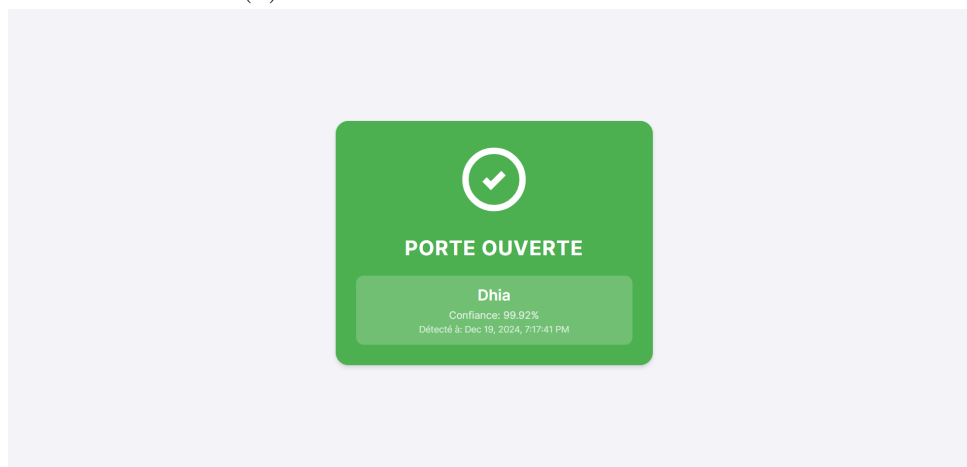 PORTE OUVERTE
Dhia
Confiance: 99.92%
Détecté à: Dec 19, 2024, 7:17:41 PM